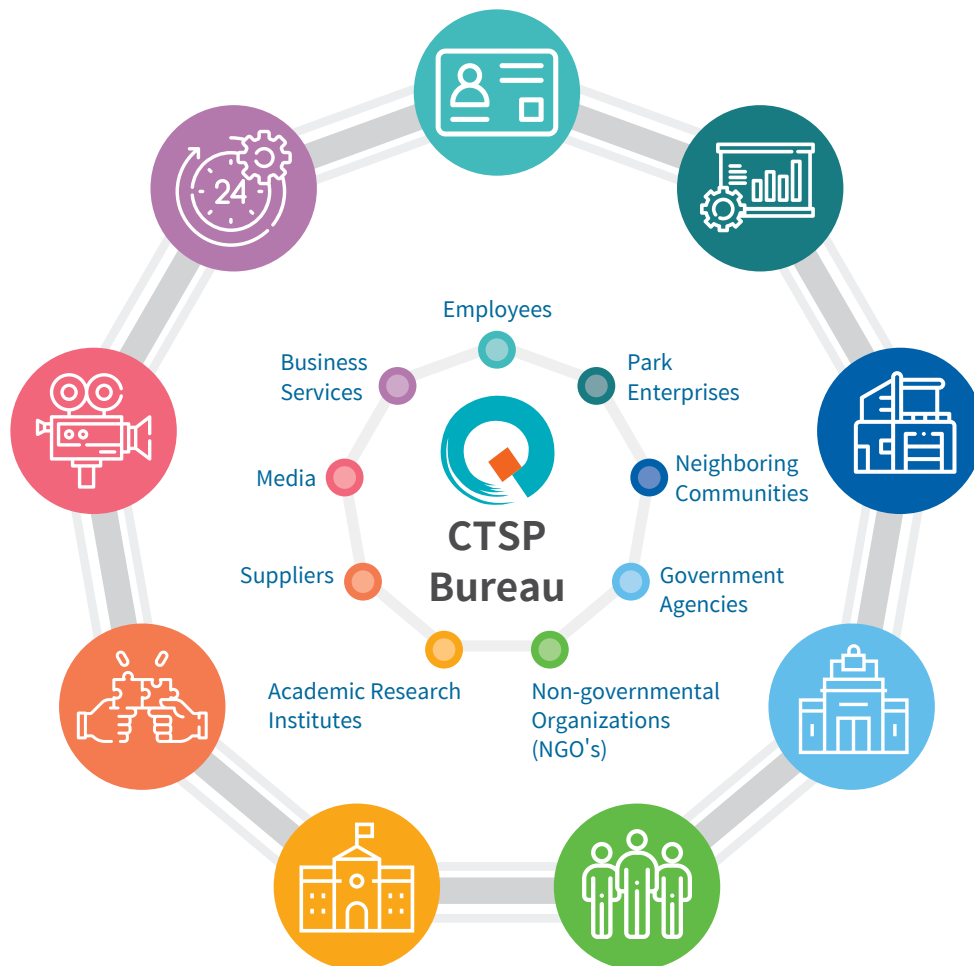 24
Employees
Business
Services
Park
Enterprises
Media
Neighboring
Communities
CTSP
Bureau
Suppliers
Government
Agencies
Academic Research
Institutes
Non-governmental
Organizations
(NGO's)